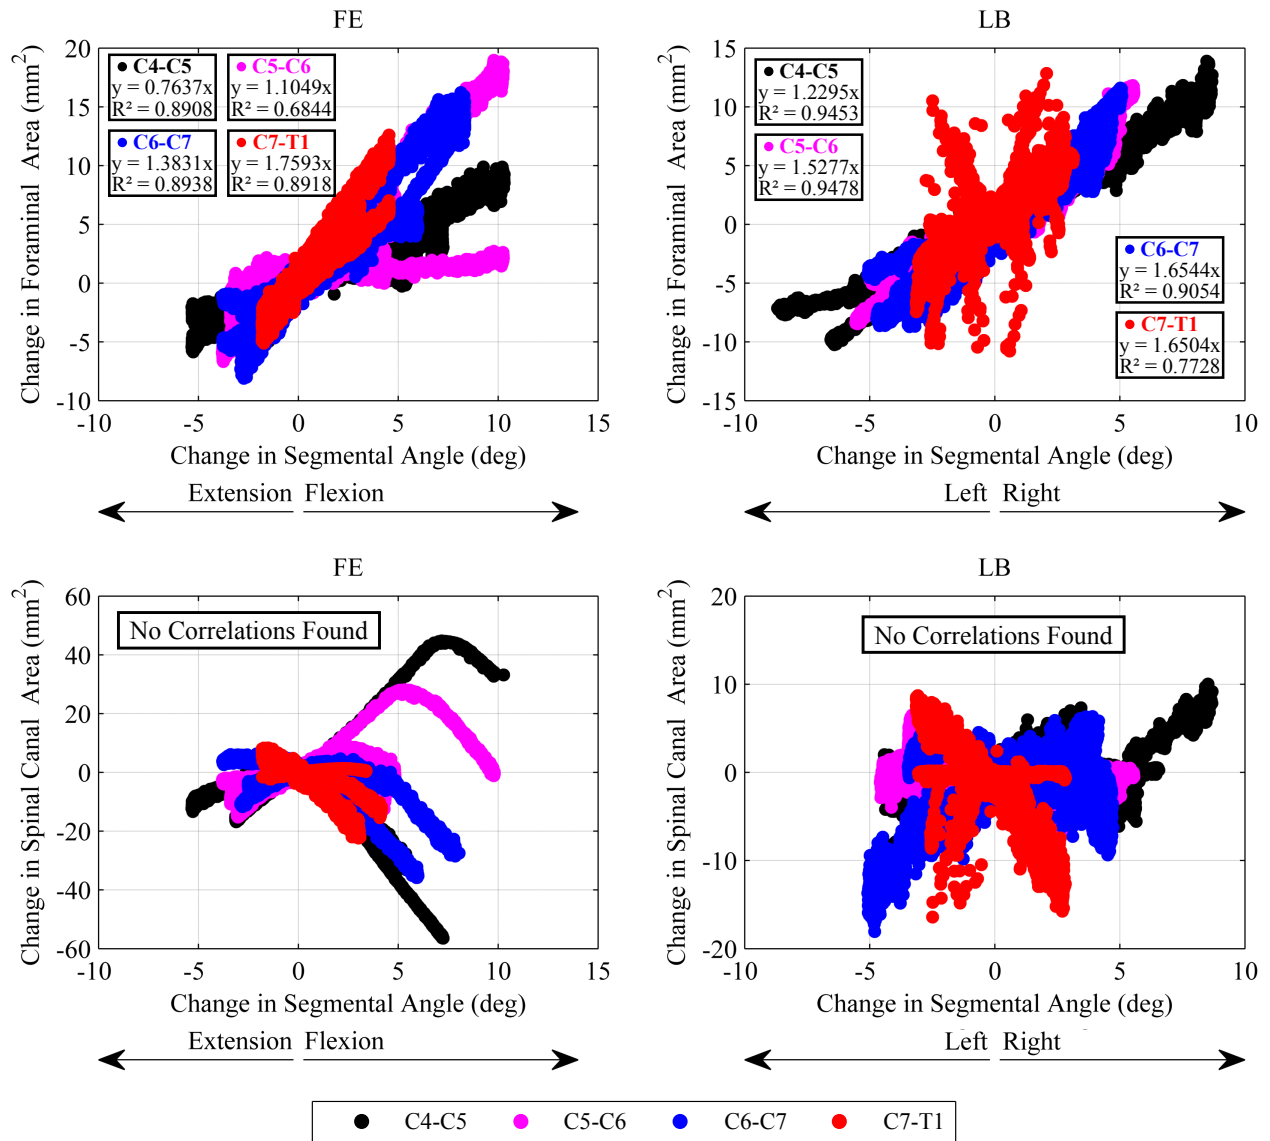 FE
Change in Foraminal Area (mm²)
20
15
10
5
0
-5
-10
C4-C5
y = 0.7637x
R² = 0.8908
C5-C6
y = 1.1049x
R² = 0.6844
C6-C7
y = 1.3831x
R² = 0.8938
C7-T1
y = 1.7593x
R² = 0.8918
-10 -5 0 5 10 15
Change in Segmental Angle (deg)
Extension Flexion
LB
Change in Foraminal Area (mm²)
15
10
5
0
-5
-10
-15
C4-C5
y = 1.2295x
R² = 0.9453
C5-C6
y = 1.5277x
R² = 0.9478
C6-C7
y = 1.6544x
R² = 0.9054
C7-T1
y = 1.6504x
R² = 0.7728
-10 -5 0 5 10
Change in Segmental Angle (deg)
Left Right
FE
Change in Spinal Canal Area (mm²)
60
40
20
0
-20
-40
-60
No Correlations Found
-10 -5 0 5 10 15
Change in Segmental Angle (deg)
Extension Flexion
LB
Change in Spinal Canal Area (mm²)
20
10
0
-10
-20
No Correlations Found
-10 -5 0 5 10
Change in Segmental Angle (deg)
Left Right
C4-C5 C5-C6 C6-C7 C7-T1